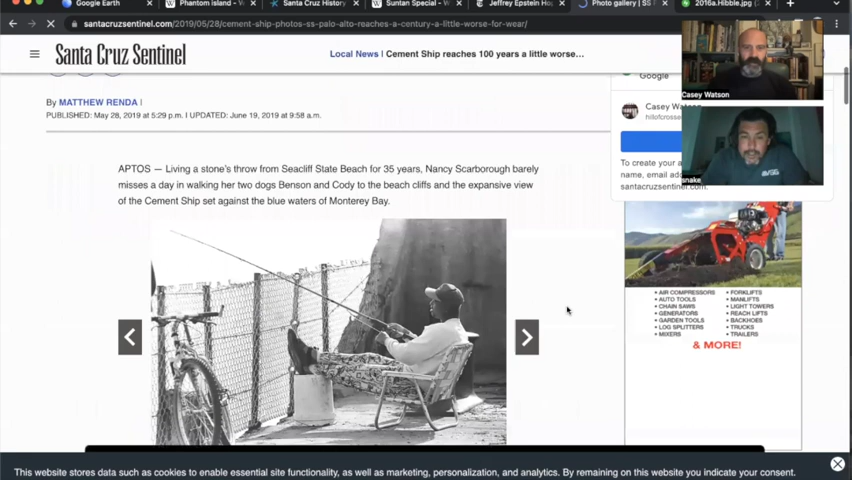 Google Earth
Phantom island -
Santa Cruz History
Suntan Special - W
Jeffrey Epstein Hou
Photo gallery | SS P
2016a.Hibble.jpg
santacruzsentinel.com/2019/05/28/cement-ship-photos-ss-palo-alto-reaches-a-century-a-little-worse-for-wear/
Santa Cruz Sentinel
Local News | Cement Ship reaches 100 years a little worse...
Google
Casey Watson
By MATTHEW RENDA |
PUBLISHED: May 28, 2019 at 5:29 p.m. | UPDATED: June 19, 2019 at 9:58 a.m.
Casey Wats
hillofcrosse
snake
To create your a
name, email add
santacruzsentinel.com.
APTOS — Living a stone's throw from Seacliff State Beach for 35 years, Nancy Scarborough barely
misses a day in walking her two dogs Benson and Cody to the beach cliffs and the expansive view
of the Cement Ship set against the blue waters of Monterey Bay.
• AIR COMPRESSORS
• AUTO TOOLS
• CHAIN SAWS
• GENERATORS
• GARDEN TOOLS
• LOG SPLITTERS
• MIXERS
• FORKLIFTS
• MANLIFTS
• LIGHT TOWERS
• REACH LIFTS
• BACKHOES
• TRUCKS
• TRAILERS
& MORE!
This website stores data such as cookies to enable essential site functionality, as well as marketing, personalization, and analytics. By remaining on this website you indicate your consent.